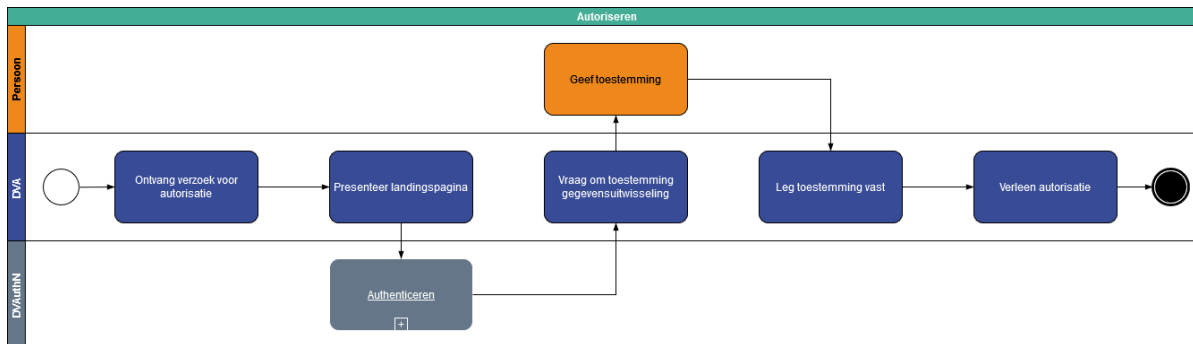 Autoriseren
Persoon
Geef toestemming
DVA
Ontvang verzoek voor
autorisatie
Presenteer landingspagina
Vraag om toestemming
gegevensuitwisseling
Leg toestemming vast
Verleen autorisatie
DVAuthN
Authenticeren
+